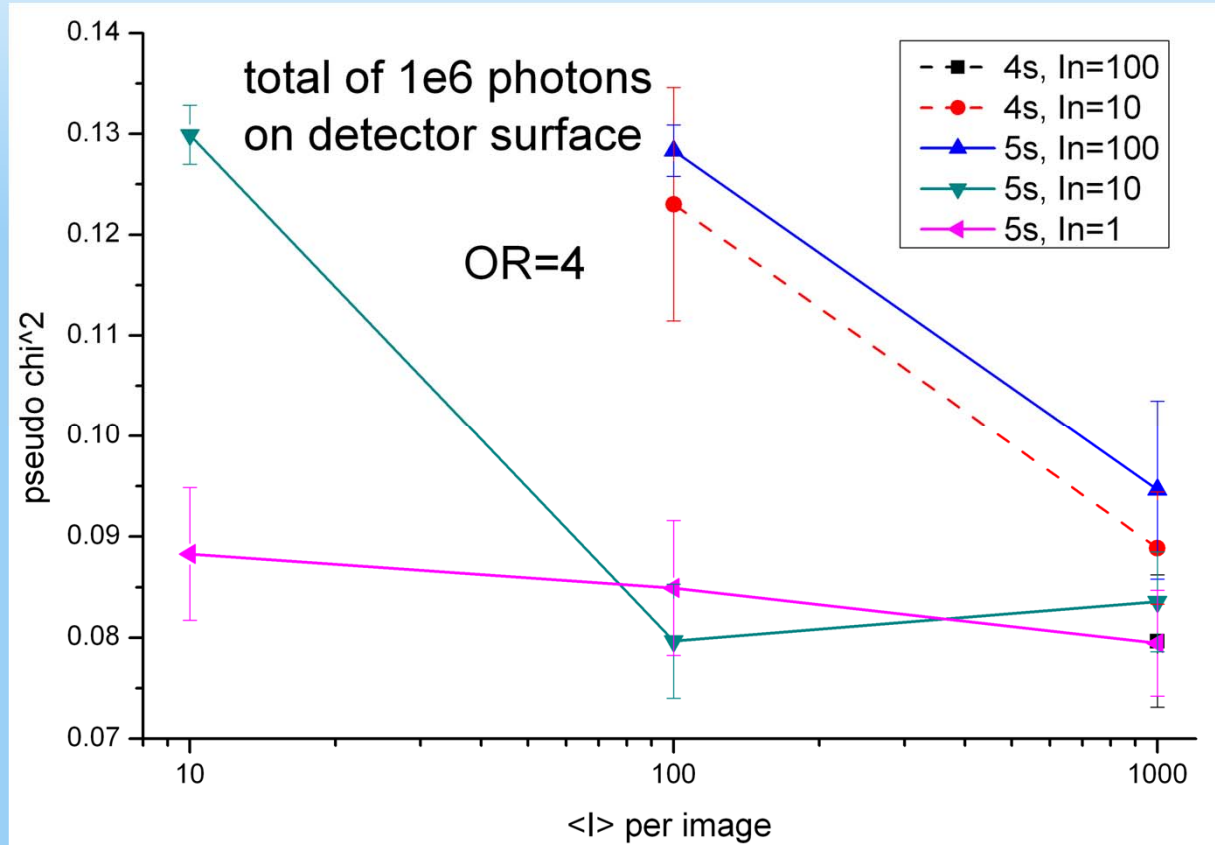 0.14
0.13
0.12
0.11
0.10
0.09
0.08
0.07
pseudo chi^2
total of 1e6 photons
on detector surface
OR=4
4s, In=100
4s, In=10
5s, In=100
5s, In=10
5s, In=1
10
100
1000
<I> per image